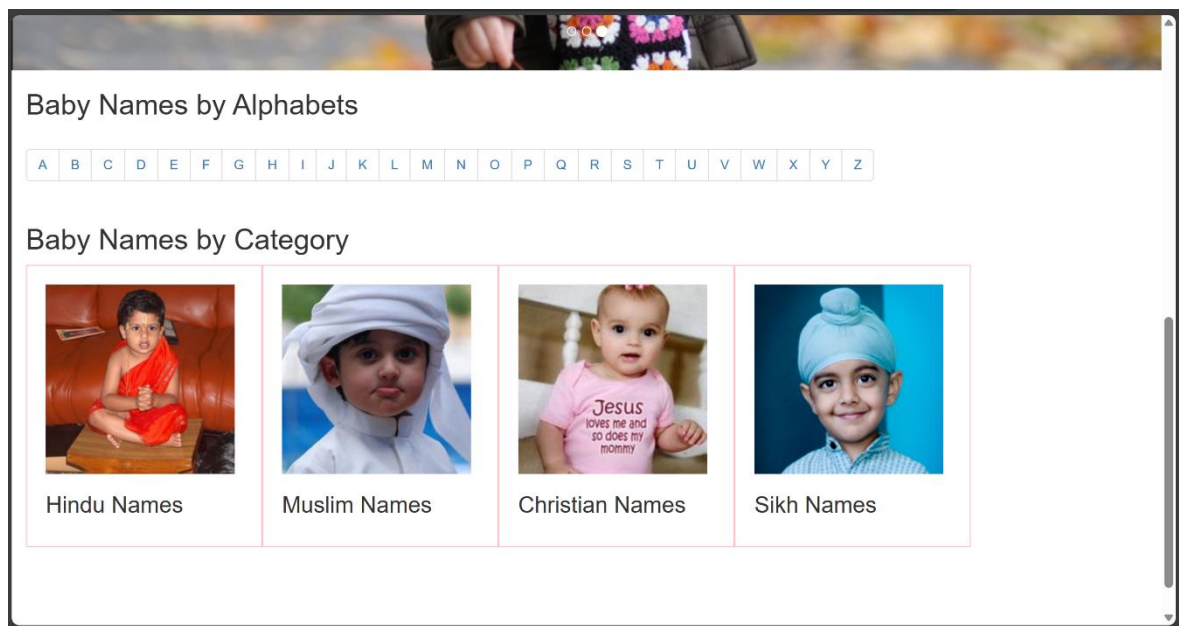 Baby Names by Alphabets
A B C D E F G H I J K L M N O P Q R S T U V W X Y Z
Baby Names by Category
Jesus
loves me and
so does my
mommy
Hindu Names
Muslim Names
Christian Names
Sikh Names